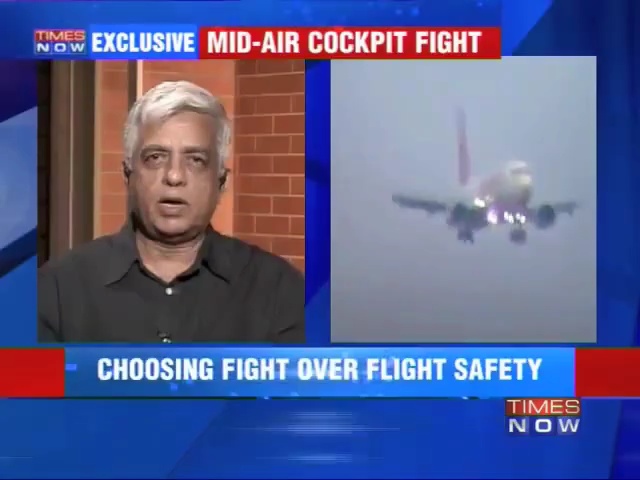 TIMES NOW EXCLUSIVE MID-AIR COCKPIT FIGHT
CHOOSING FIGHT OVER FLIGHT SAFETY
TIMES
NOW